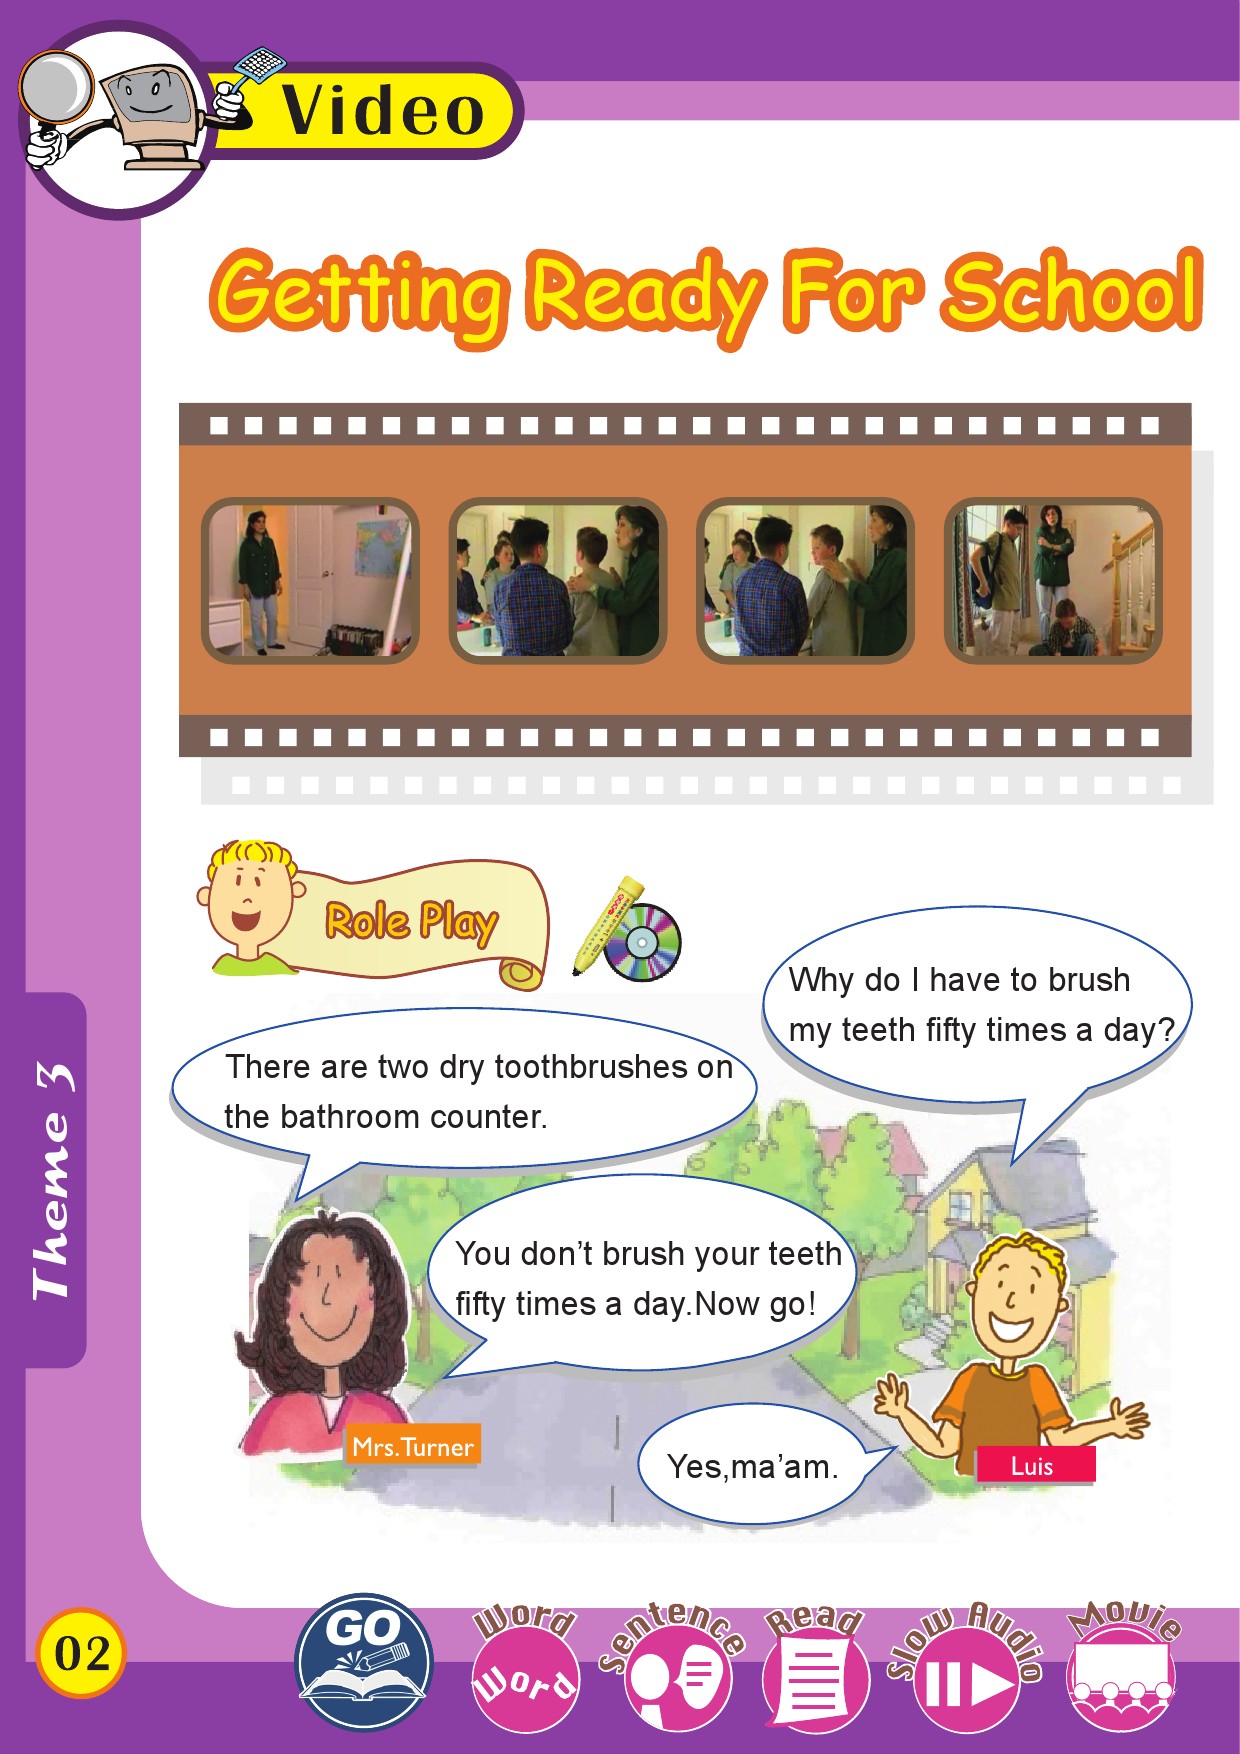 Video
Getting Ready For School
Role Play
Why do I have to brush
my teeth fifty times a day?
There are two dry toothbrushes on
the bathroom counter.
You don't brush your teeth
fifty times a day.Now go!
Mrs.Turner
Yes,ma'am.
Luis
Theme 3
02
GO
Word
Word
Sentence
Read
Slow Audio
Movie